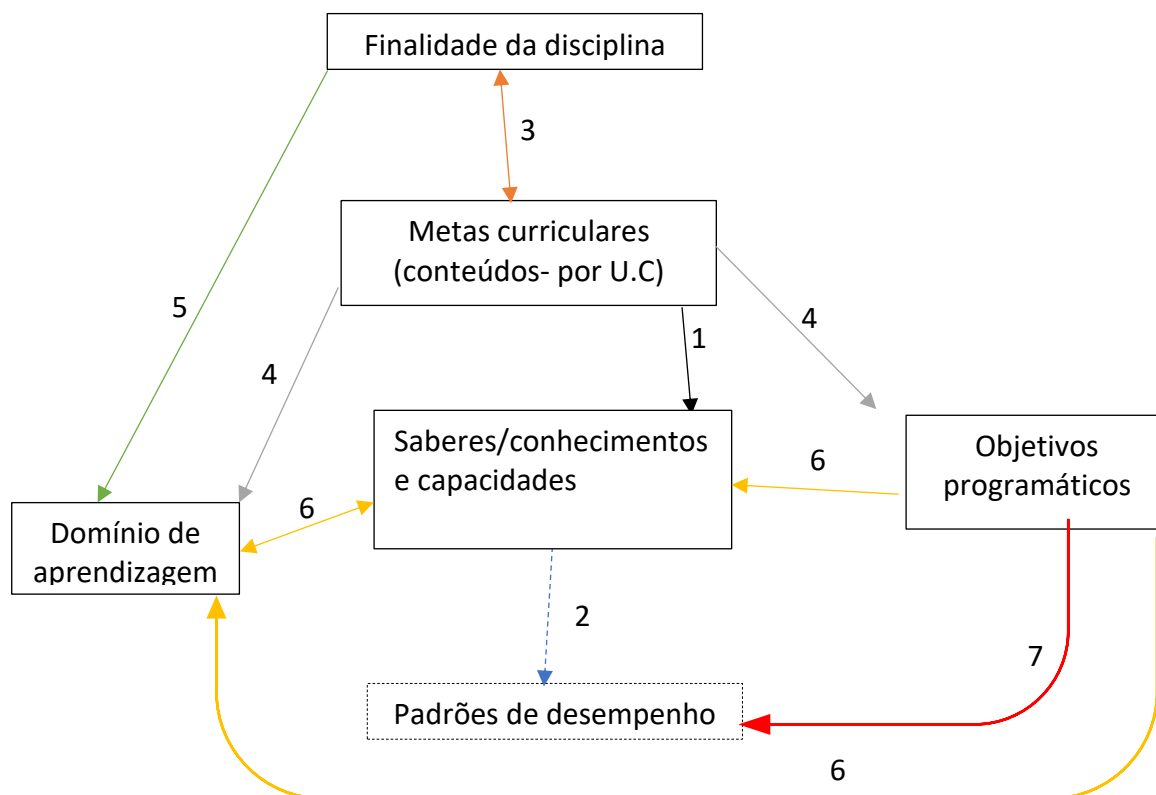 Finalidade da disciplina
3
Metas curriculares
(conteúdos- por U.C)
5
4
1
4
Saberes/conhecimentos
e capacidades
6
Objetivos
programáticos
6
Domínio de
aprendizagem
2
7
Padrões de desempenho
6